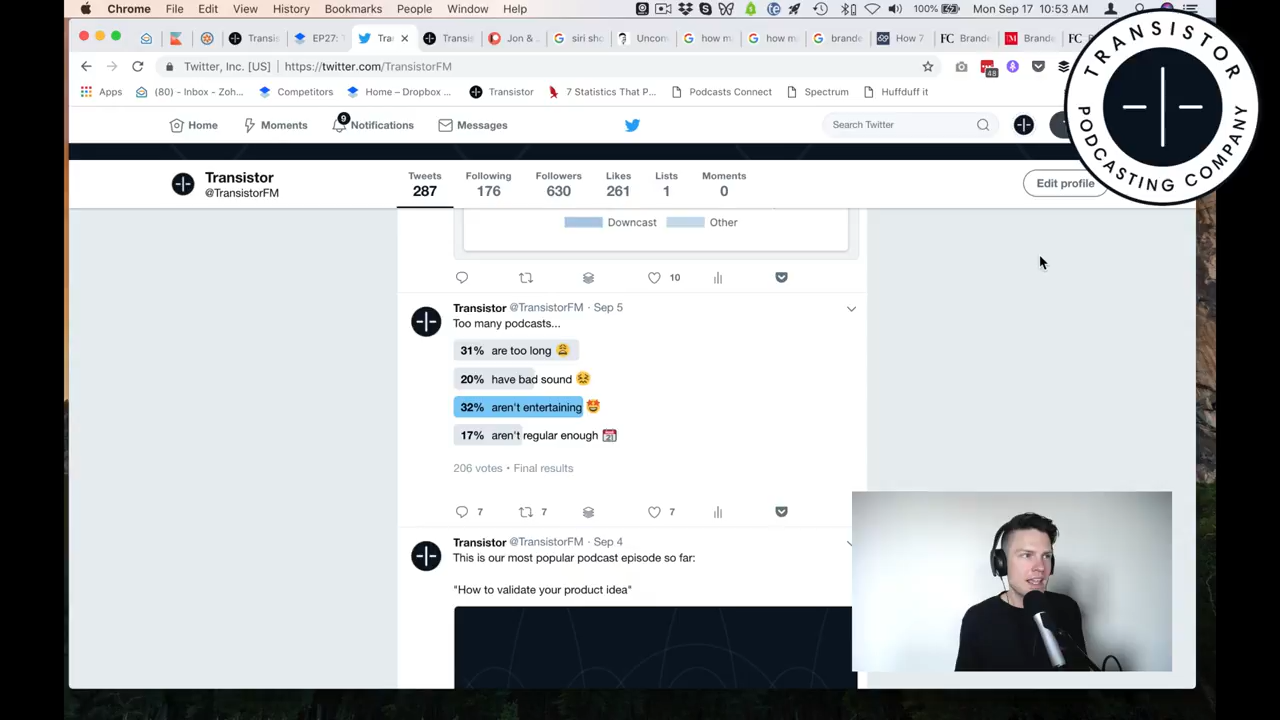 Chrome File Edit View History Bookmarks People Window Help 100% Mon Sep 17 10:53 AM
Transis EP27: Tra Transis Jon & siri sho Uncon how m how m brande How 7 FC Brande Brande FC
Twitter, Inc. [US] https://twitter.com/TransistorFM 48
Apps (80) - Inbox - Zoh... Competitors Home – Dropbox ... Transistor 7 Statistics That P... Podcasts Connect Spectrum Huffduff it
TRANSISTOR
PODCASTING COMPANY
Home Moments 9 Notifications Messages Search Twitter
Transistor
@TransistorFM
Tweets Following Followers Likes Lists Moments
287 176 630 261 1 0
Edit profile
Downcast Other
10
Transistor @TransistorFM · Sep 5
Too many podcasts...
31% are too long
20% have bad sound
32% aren't entertaining
17% aren't regular enough
206 votes · Final results
7 7 7
Transistor @TransistorFM · Sep 4
This is our most popular podcast episode so far:
"How to validate your product idea"